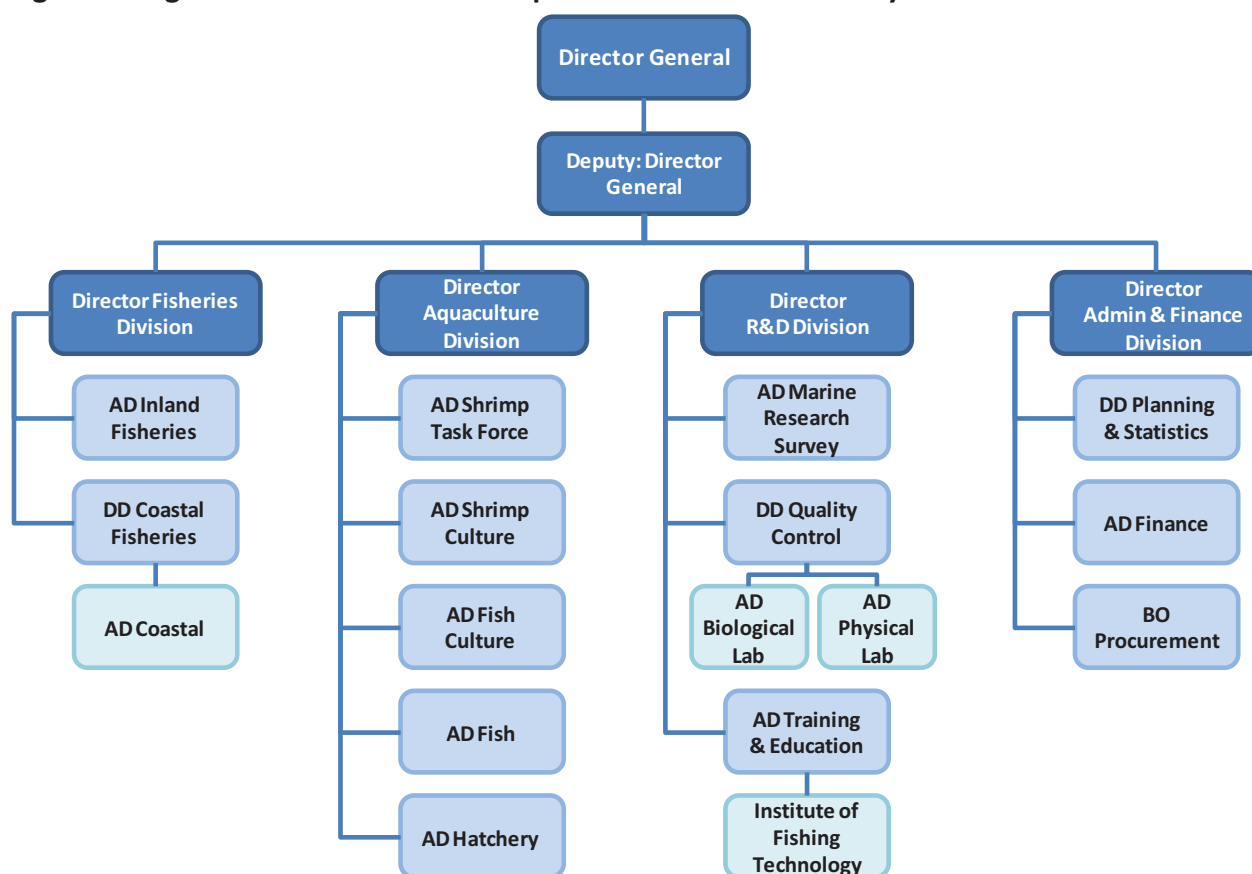 Director General
Deputy: Director
General
Director Fisheries
Division
Director
Aquaculture
Division
Director
R&D Division
Director
Admin & Finance
Division
AD Inland
Fisheries
AD Shrimp
Task Force
AD Marine
Research
Survey
DD Planning
& Statistics
DD Coastal
Fisheries
AD Shrimp
Culture
DD Quality
Control
AD Finance
AD Coastal
AD Fish
Culture
AD
Biological
Lab
AD
Physical
Lab
BO
Procurement
AD Fish
AD Training
& Education
AD Hatchery
Institute of
Fishing
Technology